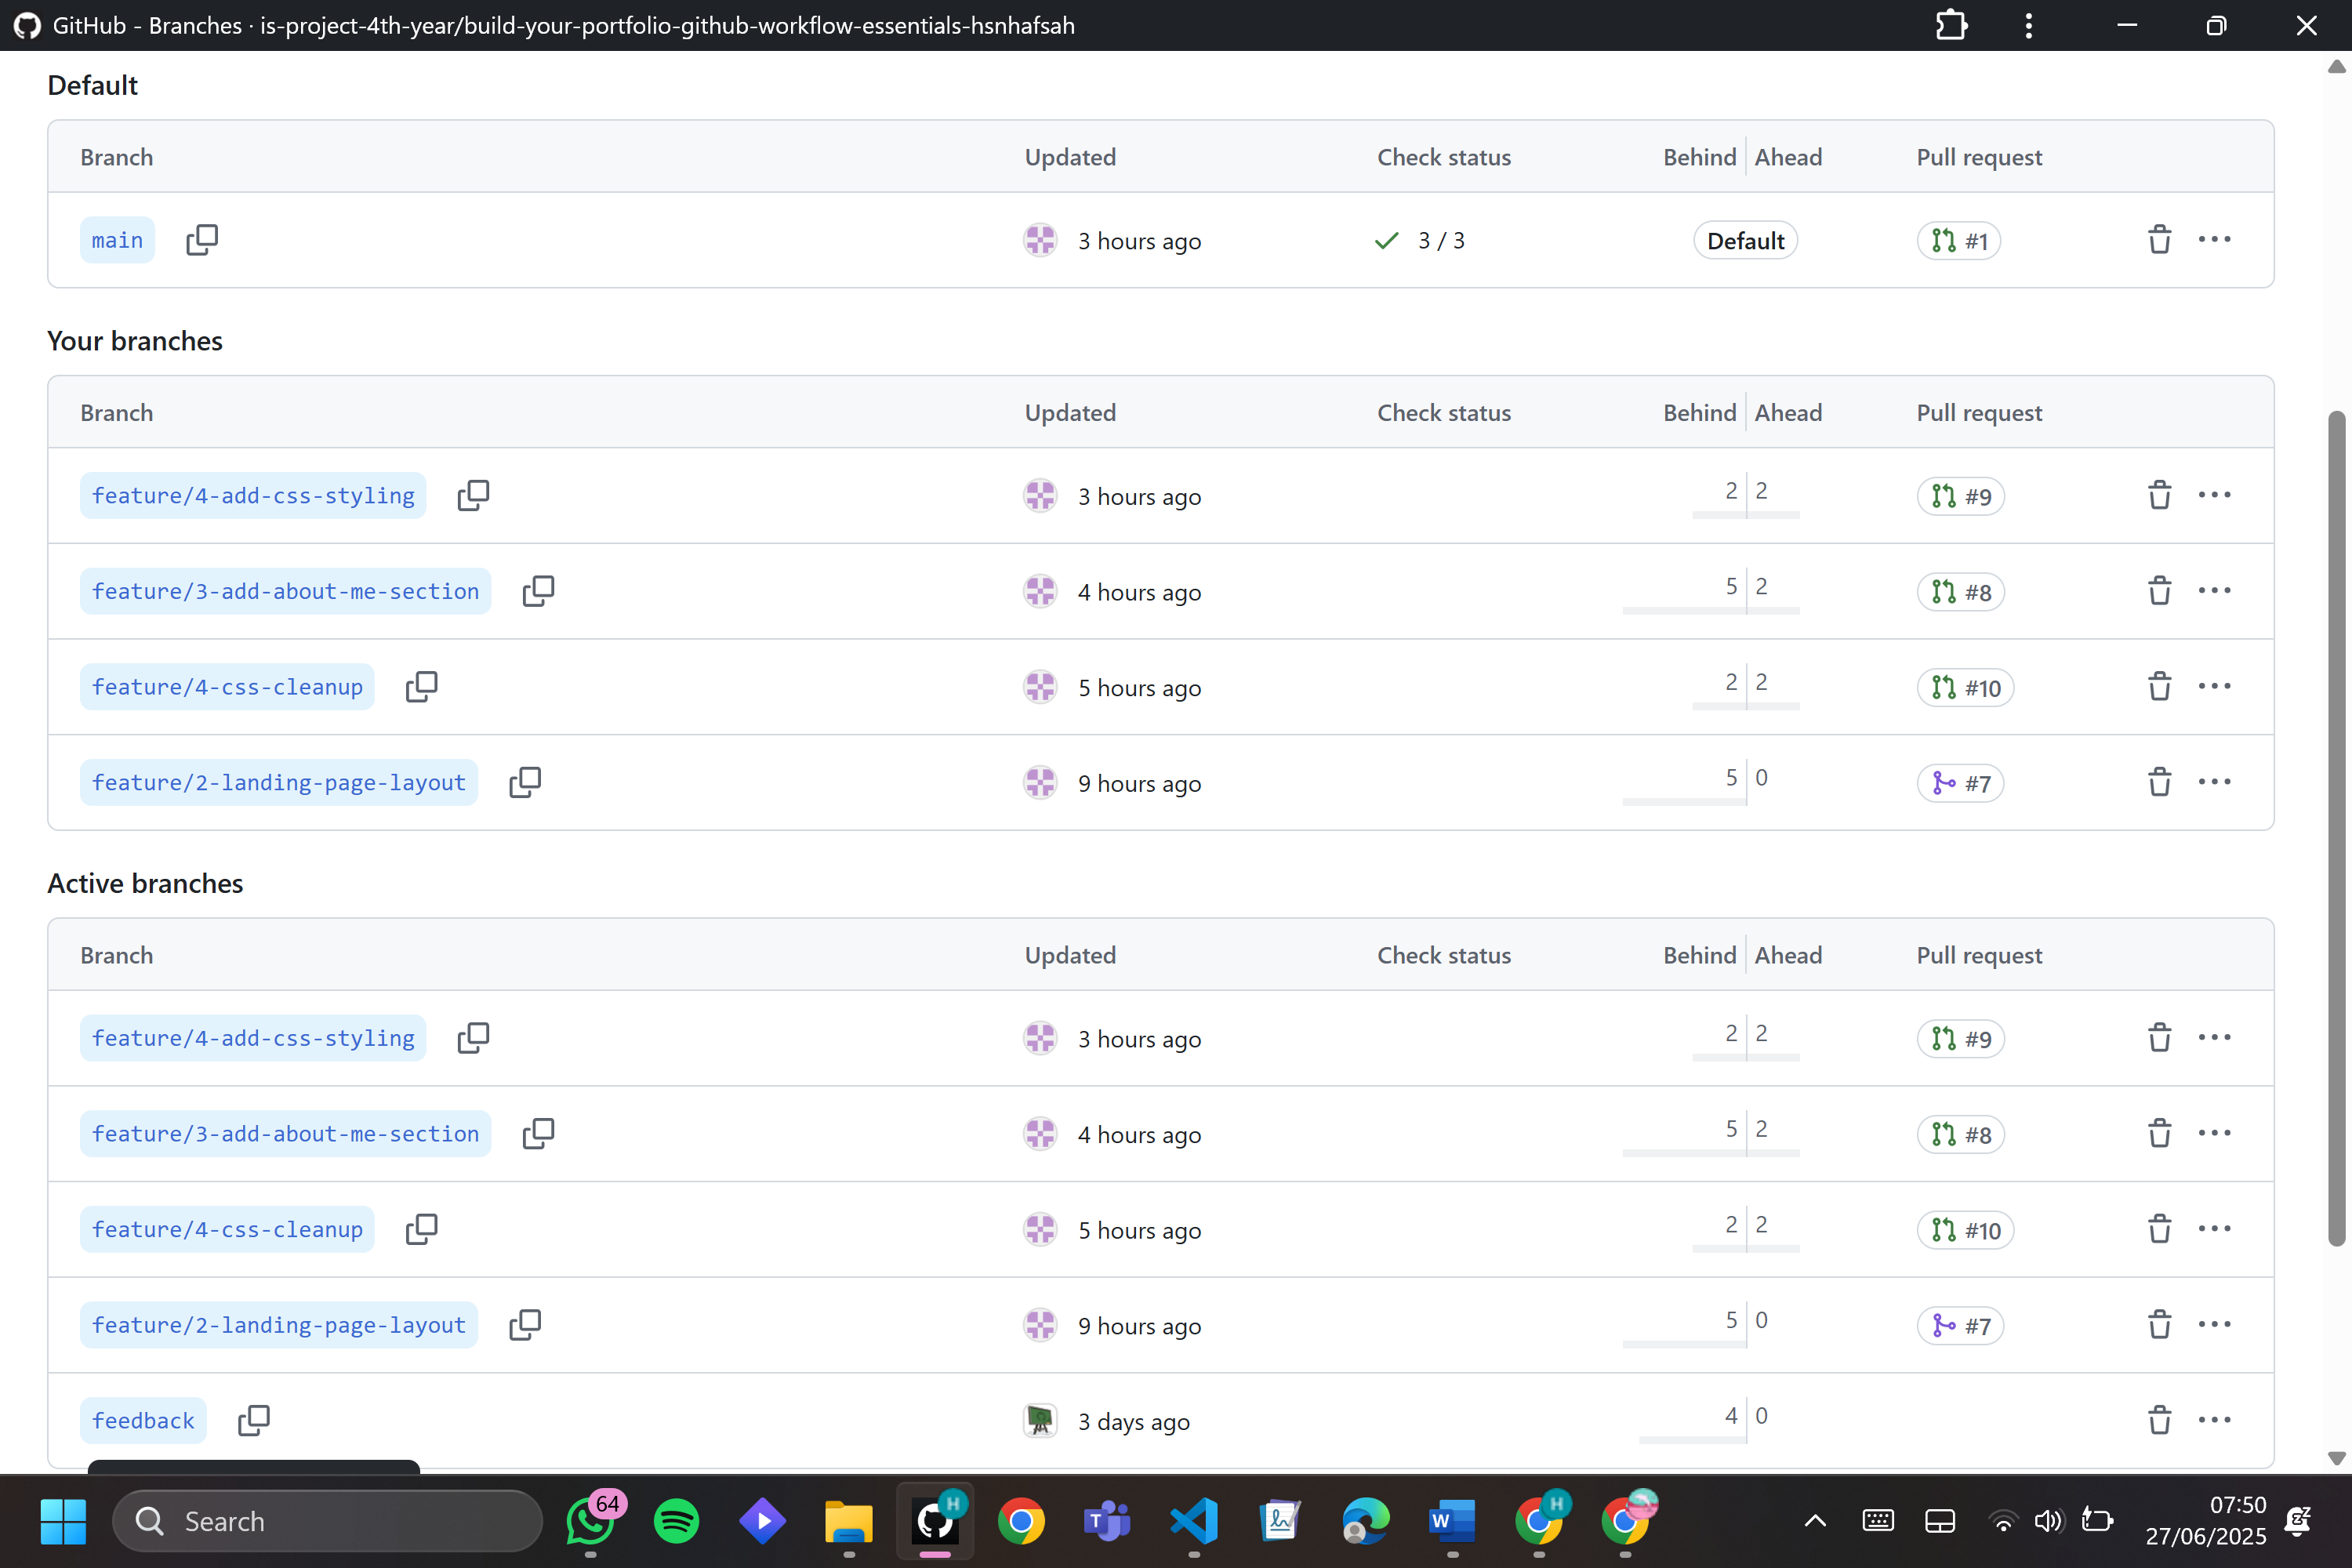 GitHub - Branches · is-project-4th-year/build-your-portfolio-github-workflow-essentials-hsnhafsah
Default
Branch Updated Check status Behind Ahead Pull request
main 3 hours ago 3 / 3 Default #1
Your branches
Branch Updated Check status Behind Ahead Pull request
feature/4-add-css-styling 3 hours ago 2 2 #9
feature/3-add-about-me-section 4 hours ago 5 2 #8
feature/4-css-cleanup 5 hours ago 2 2 #10
feature/2-landing-page-layout 9 hours ago 5 0 #7
Active branches
Branch Updated Check status Behind Ahead Pull request
feature/4-add-css-styling 3 hours ago 2 2 #9
feature/3-add-about-me-section 4 hours ago 5 2 #8
feature/4-css-cleanup 5 hours ago 2 2 #10
feature/2-landing-page-layout 9 hours ago 5 0 #7
feedback 3 days ago 4 0
Search 64 H T W H 07:50
27/06/2025